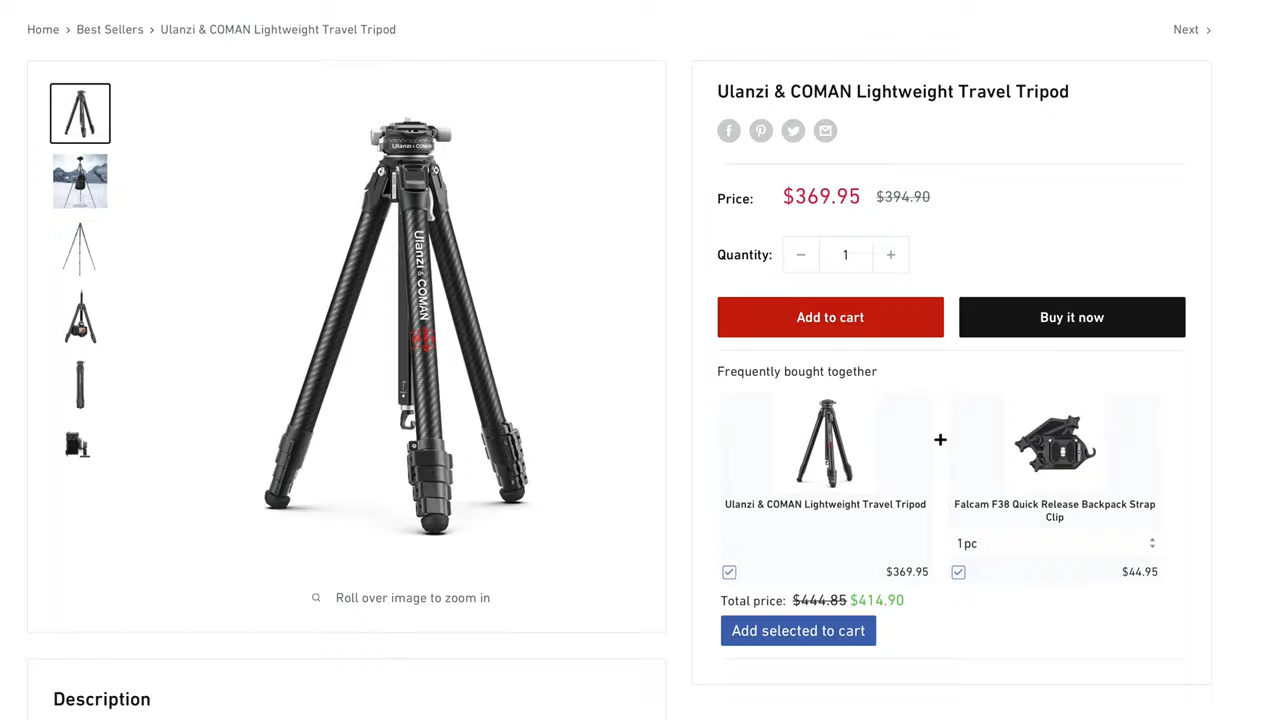 Home > Best Sellers > Ulanzi & COMAN Lightweight Travel Tripod
Next >
Ulanzi & COMAN
Ulanzi & COMAN
Roll over image to zoom in
Description
Ulanzi & COMAN Lightweight Travel Tripod
Price: $369.95 $394.90
Quantity: − 1 +
Add to cart Buy it now
Frequently bought together
+
Ulanzi & COMAN Lightweight Travel Tripod
$369.95
Falcam F38 Quick Release Backpack Strap
Clip
1pc
$44.95
Total price: $444.85 $414.90
Add selected to cart